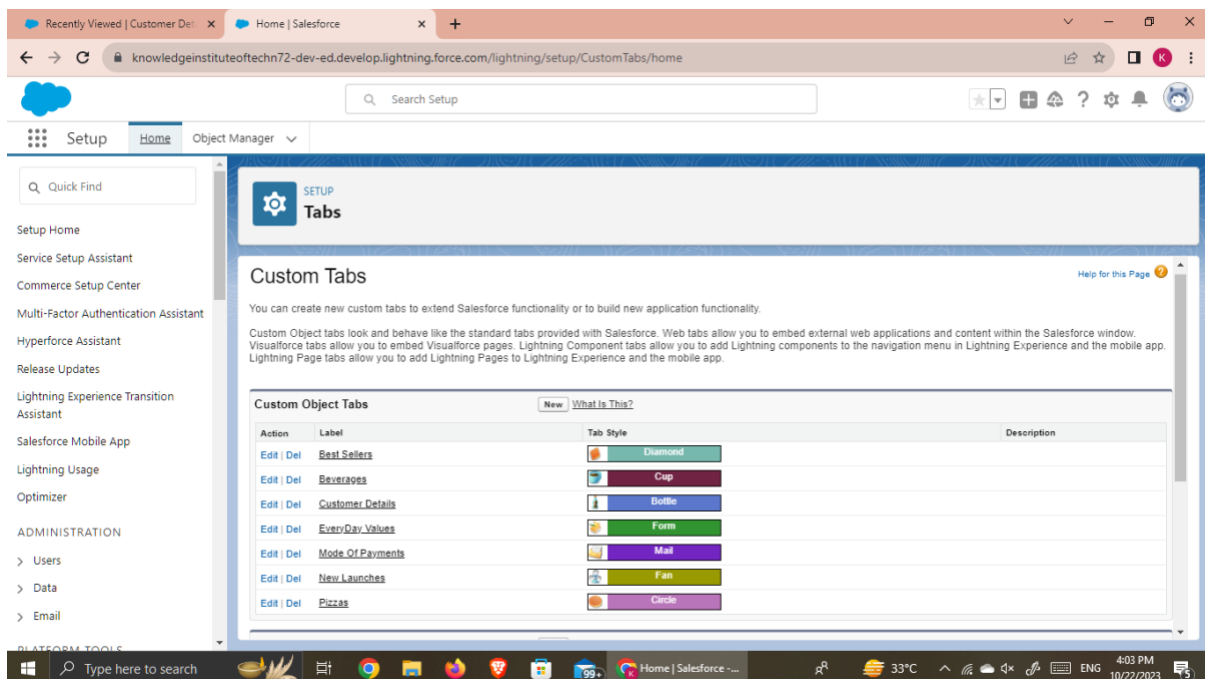 Recently Viewed | Customer Det
Home | Salesforce
knowledgeinstituteoftechn72-dev-ed.develop.lightning.force.com/lightning/setup/CustomTabs/home
K
Search Setup
Setup Home Object Manager
Quick Find
Setup Home
Service Setup Assistant
Commerce Setup Center
Multi-Factor Authentication Assistant
Hyperforce Assistant
Release Updates
Lightning Experience Transition
Assistant
Salesforce Mobile App
Lightning Usage
Optimizer
ADMINISTRATION
Users
Data
Email
PLATFORM TOOLS
SETUP
Tabs
Custom Tabs
Help for this Page
You can create new custom tabs to extend Salesforce functionality or to build new application functionality.
Custom Object tabs look and behave like the standard tabs provided with Salesforce. Web tabs allow you to embed external web applications and content within the Salesforce window.
Visualforce tabs allow you to embed Visualforce pages. Lightning Component tabs allow you to add Lightning components to the navigation menu in Lightning Experience and the mobile app.
Lightning Page tabs allow you to add Lightning Pages to Lightning Experience and the mobile app.
Custom Object Tabs New What Is This?
Action Label Tab Style Description
Edit | Del Best Sellers Diamond
Edit | Del Beverages Cup
Edit | Del Customer Details Bottle
Edit | Del EveryDay Values Form
Edit | Del Mode Of Payments Mail
Edit | Del New Launches Fan
Edit | Del Pizzas Circle
Type here to search
99+
Home | Salesforce -...
33°C
ENG
4:03 PM
10/22/2023
5